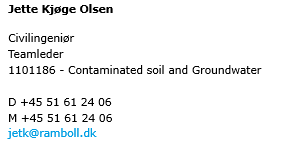 Jette Kjøge Olsen
Civilingeniør
Teamleder
1101186 - Contaminated soil and Groundwater
D +45 51 61 24 06
M +45 51 61 24 06
jetk@ramboll.dk